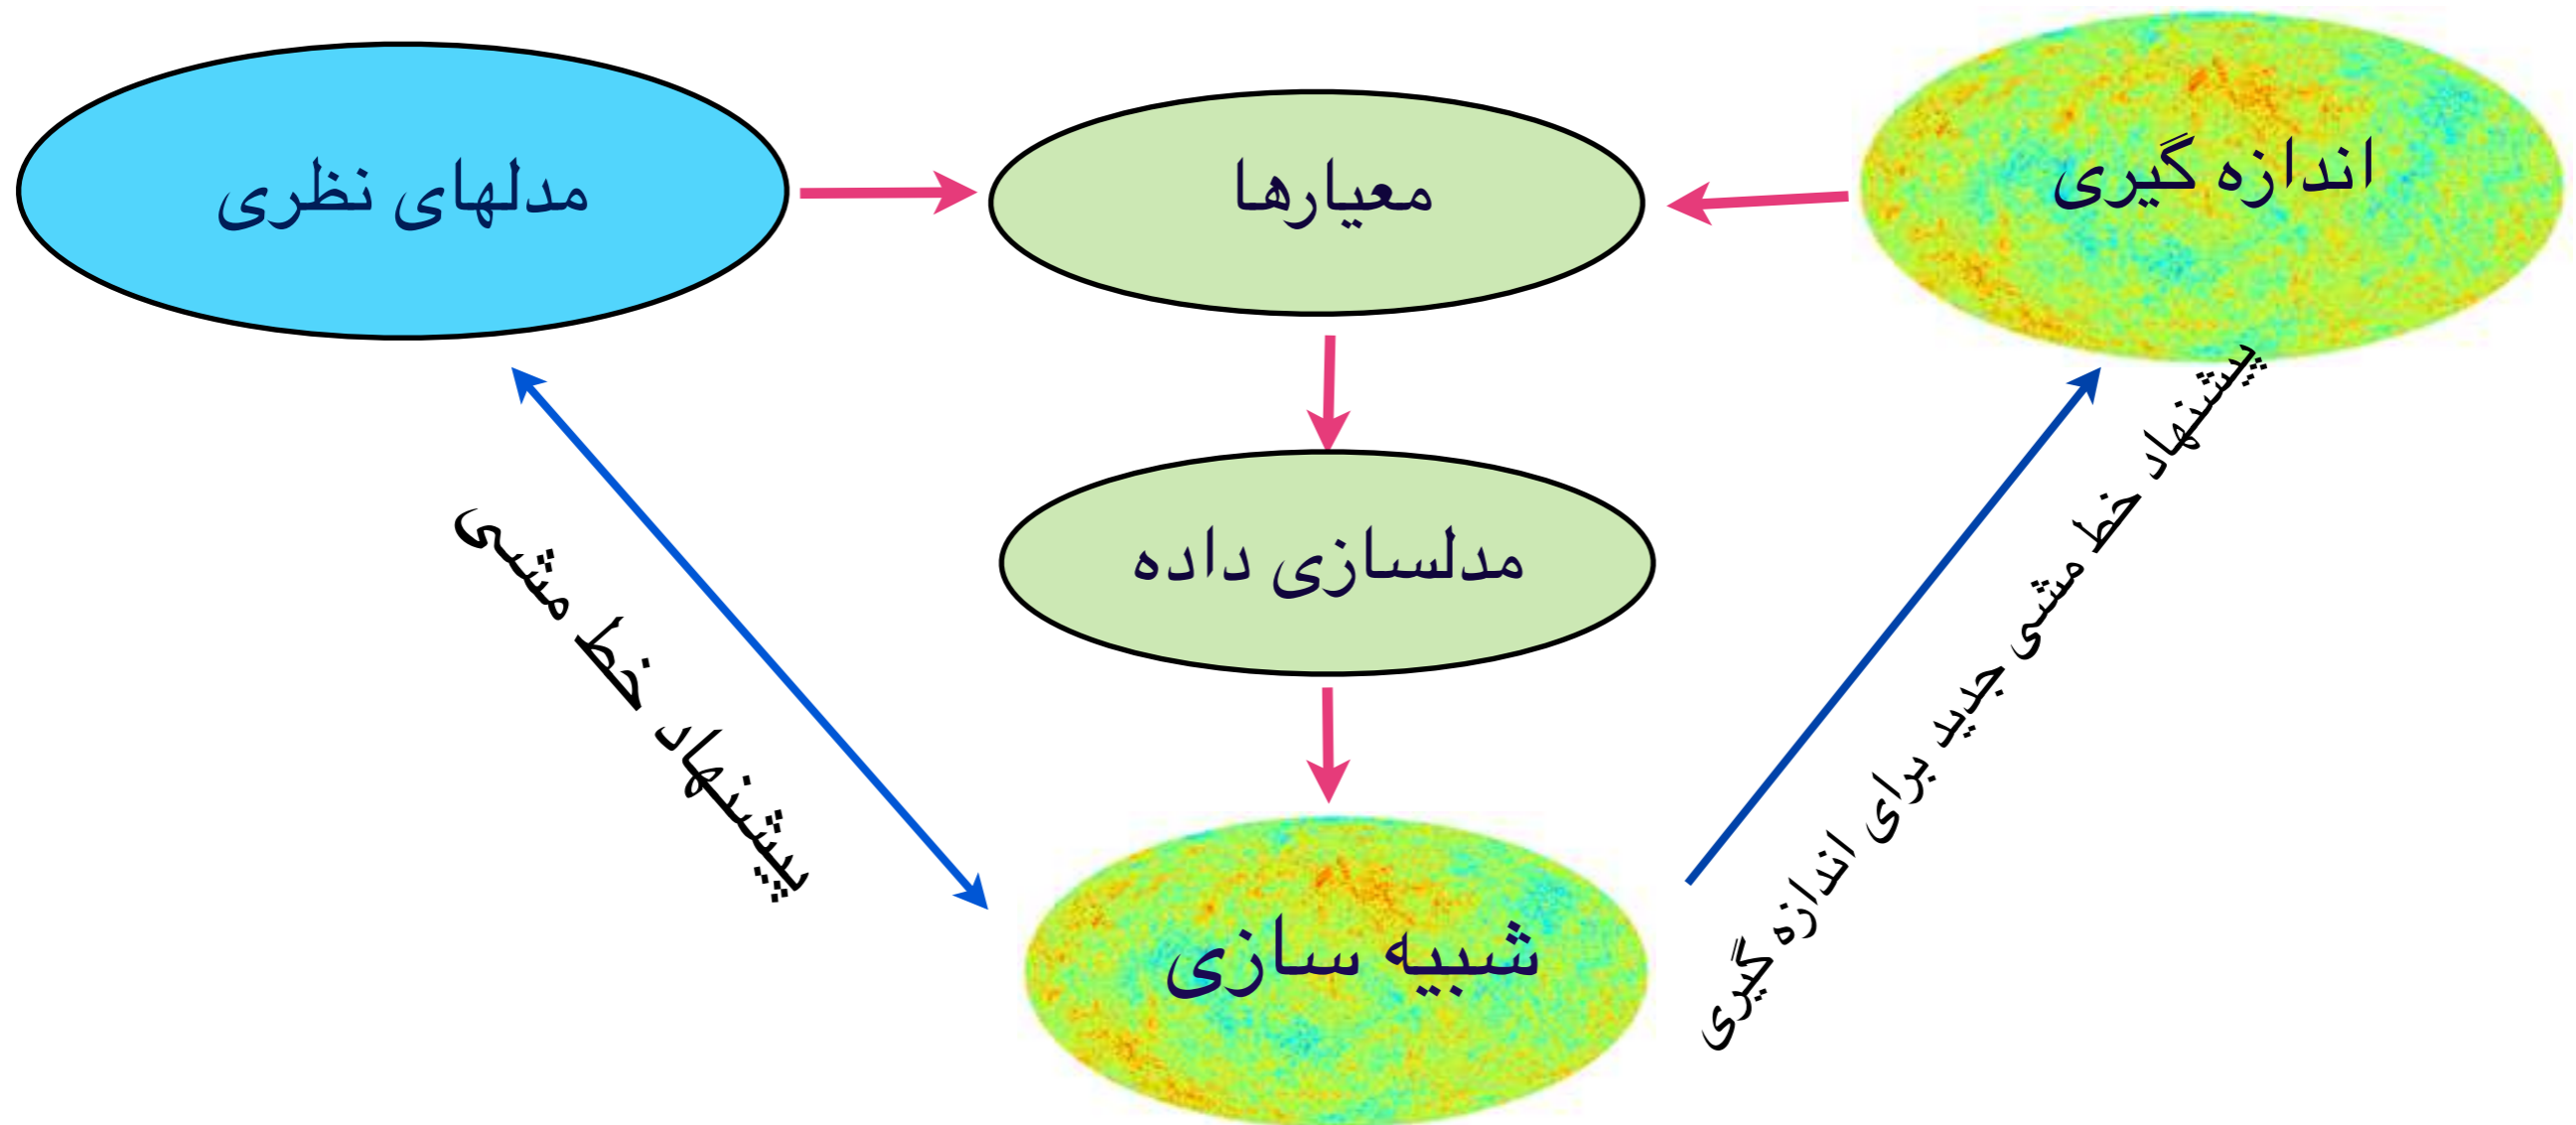 اندازه گیری
معیارها
مدلهای نظری
مدلسازی داده
شبیه سازی
پیشنهاد خط مشی جدید برای اندازه گیری
پیشنهاد خط مشی